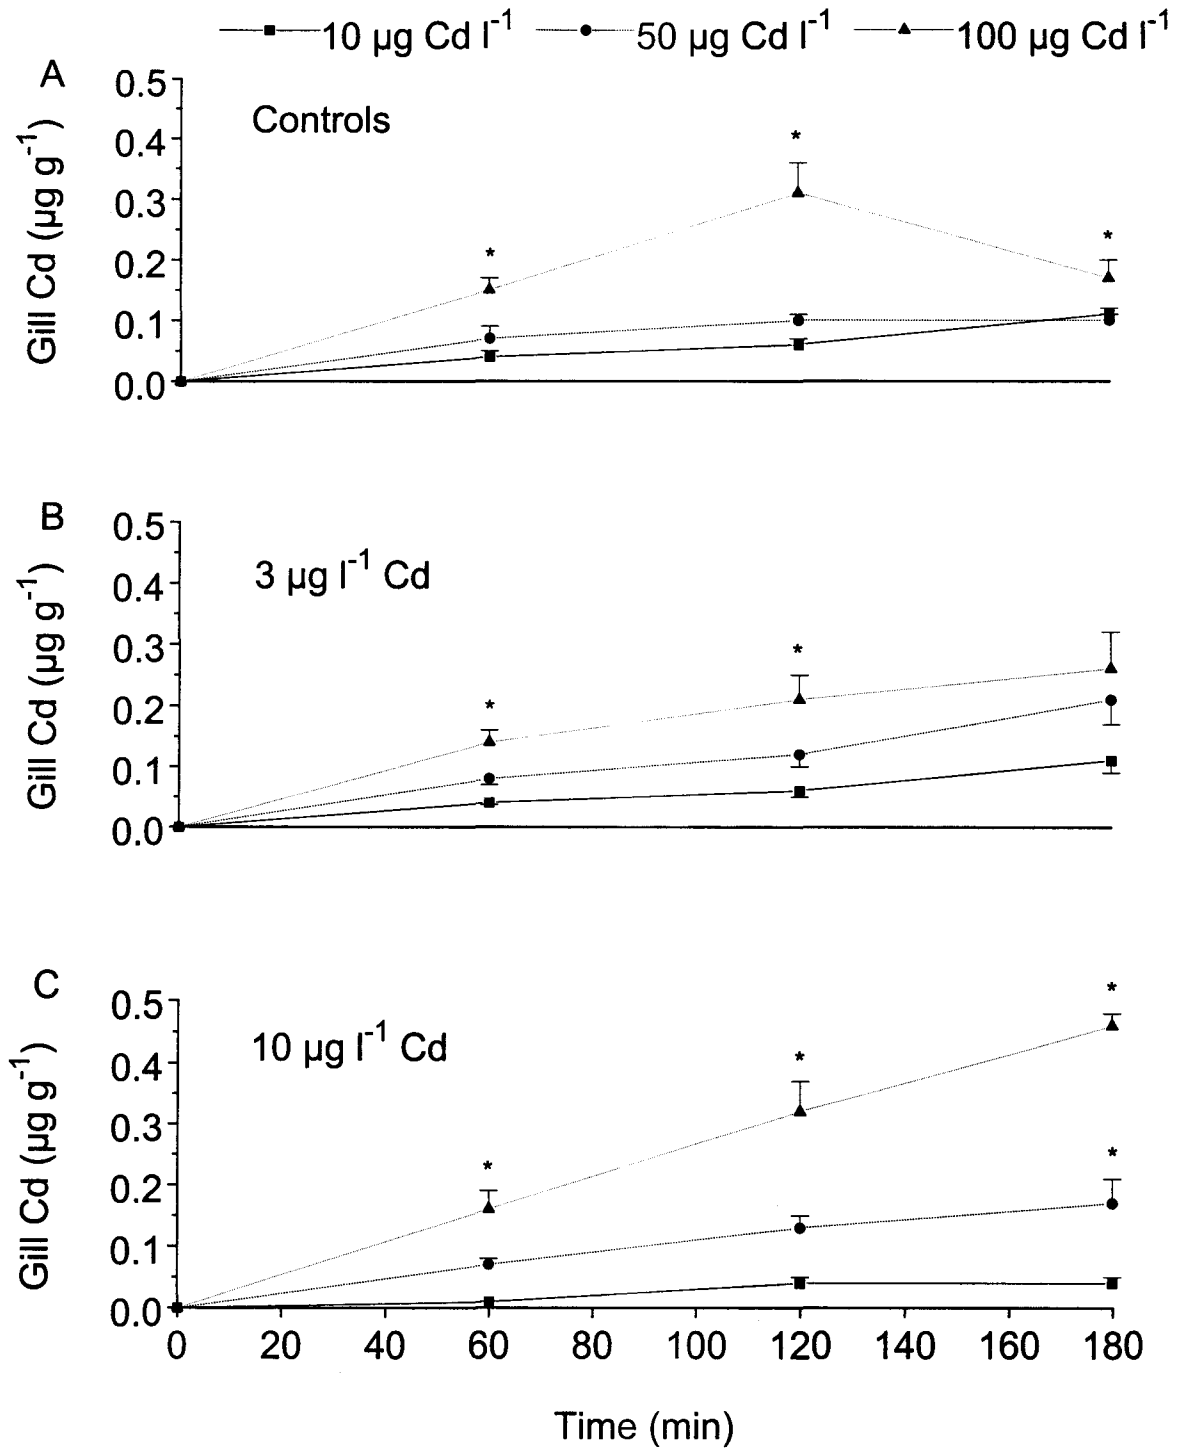 10 µg Cd l⁻¹ 50 µg Cd l⁻¹ 100 µg Cd l⁻¹
A
Controls
Gill Cd (µg g⁻¹)
0.5
0.4
0.3
0.2
0.1
0.0
* * *
B
3 µg l⁻¹ Cd
Gill Cd (µg g⁻¹)
0.5
0.4
0.3
0.2
0.1
0.0
* *
C
10 µg l⁻¹ Cd
Gill Cd (µg g⁻¹)
0.5
0.4
0.3
0.2
0.1
0.0
* * * *
0 20 40 60 80 100 120 140 160 180
Time (min)